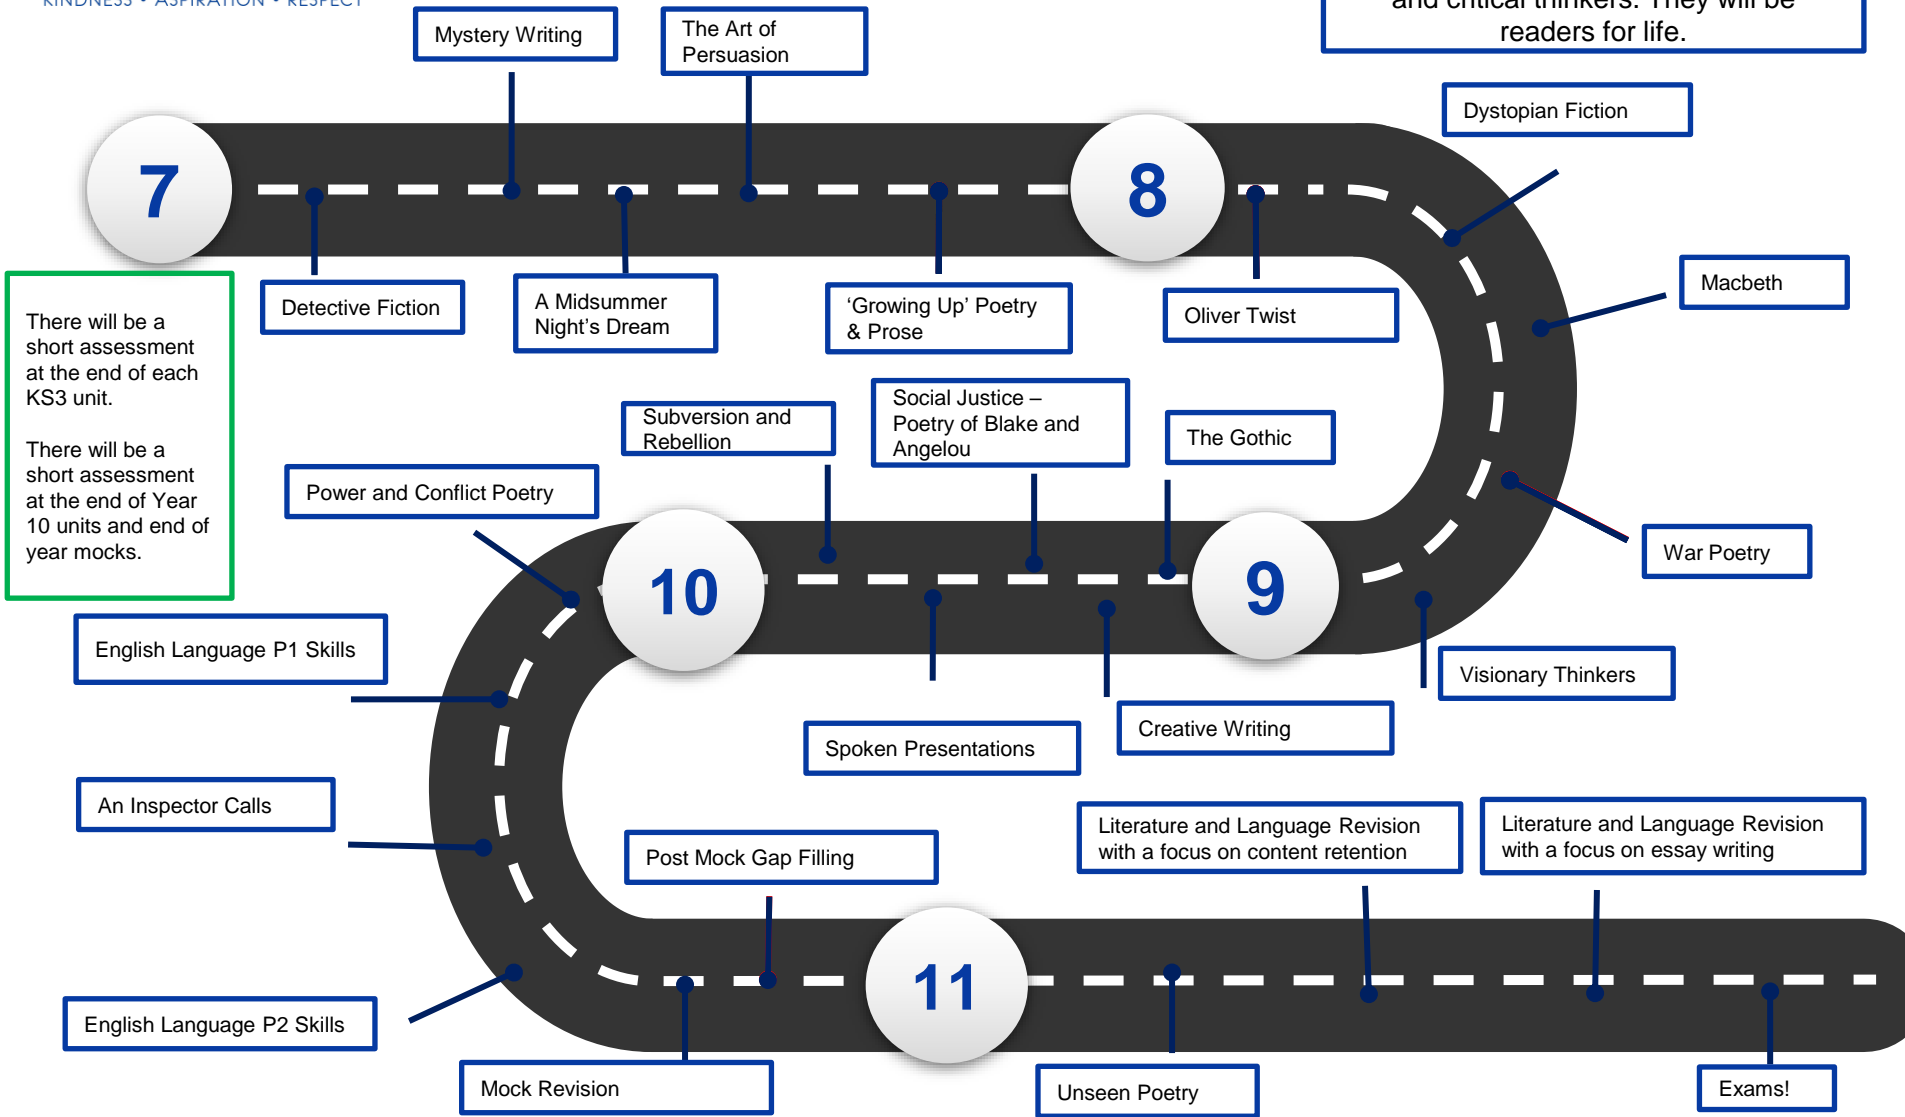 KINDNESS • ASPIRATION • RESPECT
and critical thinkers. They will be
readers for life.
Mystery Writing
The Art of
Persuasion
Dystopian Fiction
7
8
Detective Fiction
A Midsummer
Night's Dream
‘Growing Up’ Poetry
& Prose
Oliver Twist
Macbeth
There will be a
short assessment
at the end of each
KS3 unit.
There will be a
short assessment
at the end of Year
10 units and end of
year mocks.
War Poetry
Visionary Thinkers
9
The Gothic
Creative Writing
Social Justice –
Poetry of Blake and
Angelou
Spoken Presentations
Subversion and
Rebellion
10
Power and Conflict Poetry
English Language P1 Skills
An Inspector Calls
English Language P2 Skills
Mock Revision
Post Mock Gap Filling
11
Unseen Poetry
Literature and Language Revision
with a focus on content retention
Literature and Language Revision
with a focus on essay writing
Exams!